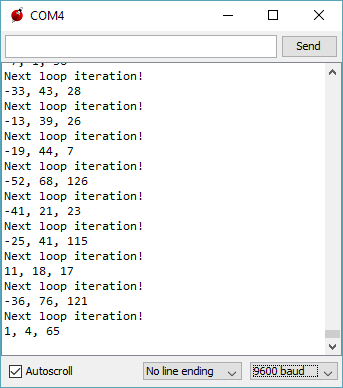 COM4
Send
Next loop iteration!
-33, 43, 28
Next loop iteration!
-13, 39, 26
Next loop iteration!
-19, 44, 7
Next loop iteration!
-52, 68, 126
Next loop iteration!
-41, 21, 23
Next loop iteration!
-25, 41, 115
Next loop iteration!
11, 18, 17
Next loop iteration!
-36, 76, 121
Next loop iteration!
1, 4, 65
Autoscroll
No line ending
9600 baud